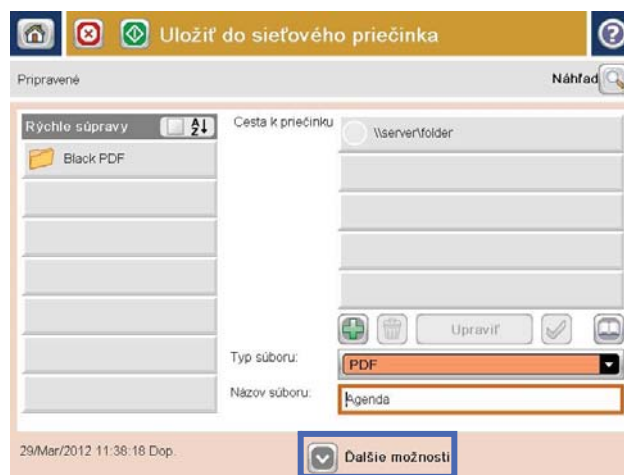 Uložiť do sieťového priečinka
Pripravené
Náhľad
Rýchle súpravy
Cesta k priečinku
\\server\folder
Black PDF
Upraviť
Typ súboru:
PDF
Názov súboru:
Agenda
29/Mar/2012 11:38:18 Dop.
Ďalšie možnosti